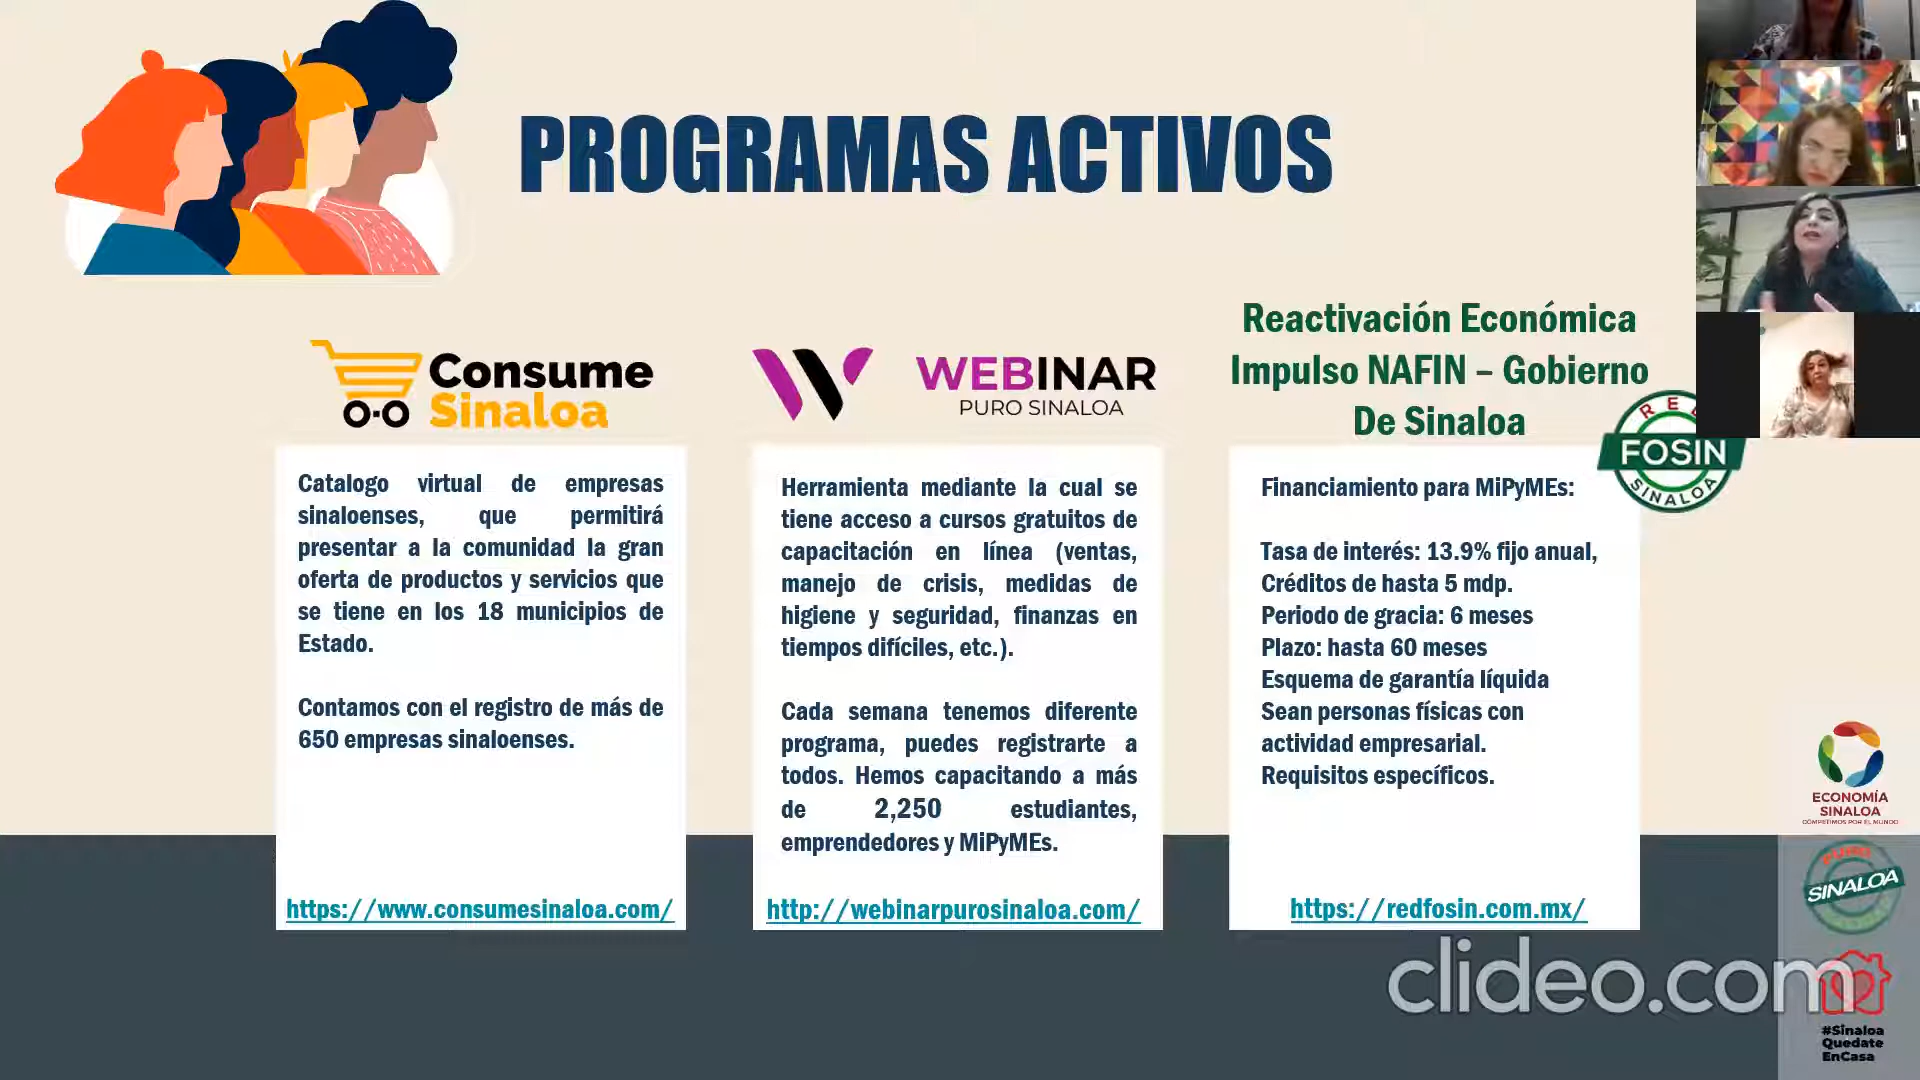 PROGRAMAS ACTIVOS
Consume
Sinaloa
Catalogo virtual de empresas
sinaloenses, que permitirá
presentar a la comunidad la gran
oferta de productos y servicios que
se tiene en los 18 municipios de
Estado.
Contamos con el registro de más de
650 empresas sinaloenses.
https://www.consumesinaloa.com/
WEBINAR
PURO SINALOA
Herramienta mediante la cual se
tiene acceso a cursos gratuitos de
capacitación en línea (ventas,
manejo de crisis, medidas de
higiene y seguridad, finanzas en
tiempos difíciles, etc.).
Cada semana tenemos diferente
programa, puedes registrarte a
todos. Hemos capacitando a más
de 2,250 estudiantes,
emprendedores y MiPyMEs.
http://webinarpurosinaloa.com/
Reactivación Económica
Impulso NAFIN – Gobierno
De Sinaloa
FOSIN
SINALOA
Financiamiento para MiPyMEs:
Tasa de interés: 13.9% fijo anual,
Créditos de hasta 5 mdp.
Periodo de gracia: 6 meses
Plazo: hasta 60 meses
Esquema de garantía líquida
Sean personas físicas con
actividad empresarial.
Requisitos específicos.
https://redfosin.com.mx/
ECONOMÍA
SINALOA
COMPETIMOS POR EL MUNDO
PURO
SINALOA
clideo.com
#Sinaloa
Quedate
EnCasa